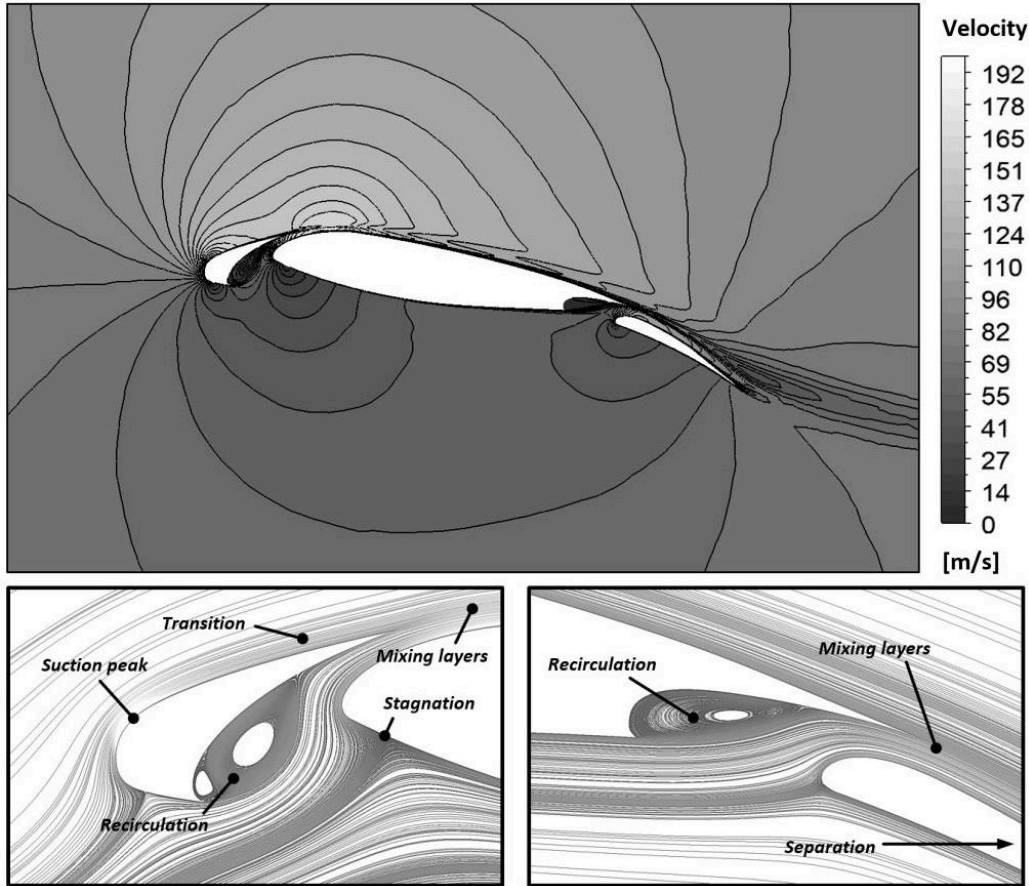 Velocity
192
178
165
151
137
124
110
96
82
69
55
41
27
14
0
[m/s]
Transition
Suction peak
Mixing layers
Stagnation
Recirculation
Recirculation
Mixing layers
Separation